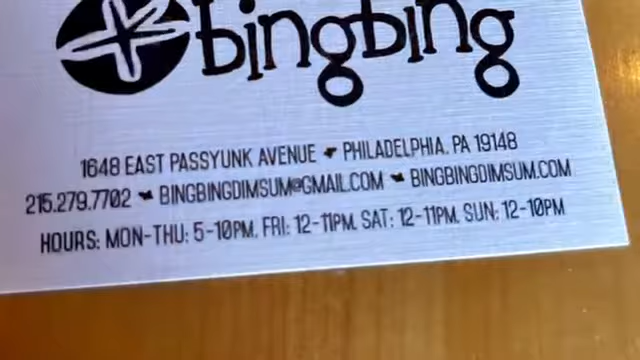 bingbing
1648 EAST PASSYUNK AVENUE PHILADELPHIA, PA 19148
215.279.7702 BINGBINGDIMSUM@GMAIL.COM BINGBINGDIMSUM.COM
HOURS: MON-THU: 5-10PM, FRI: 12-11PM, SAT: 12-11PM, SUN: 12-10PM